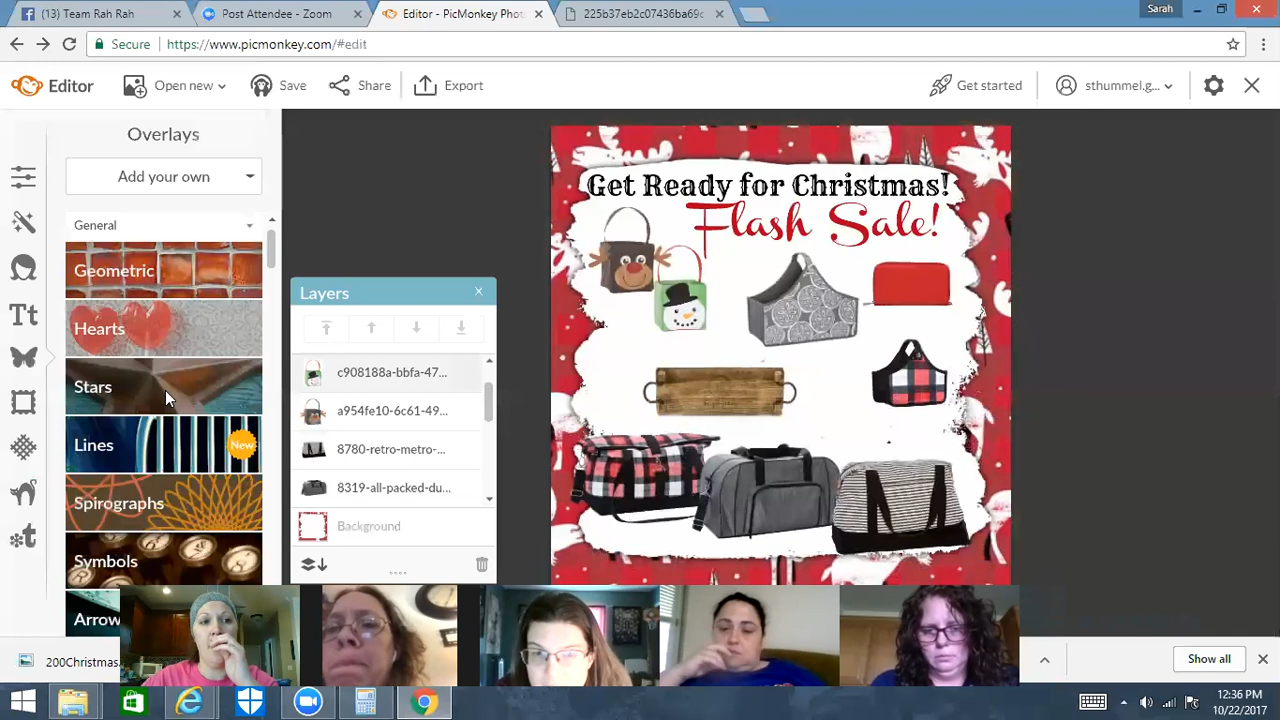 (13) Team Rah Rah
Post Attendee - Zoom
Editor - PicMonkey Phot
225b37eb2c07436ba69c
Sarah
Secure
https://www.picmonkey.com/#edit
Editor
Open new
Save
Share
Export
Get started
sthummel.g...
Overlays
Add your own
General
Geometric
Hearts
Stars
Lines
New
Spirographs
Symbols
Arrow
Layers
c908188a-bbfa-47...
a954fe10-6c61-49...
8780-retro-metro-...
8319-all-packed-du...
Background
Get Ready for Christmas!
Flash Sale!
200Christmas
Show all
12:36 PM
10/22/2017
Tt